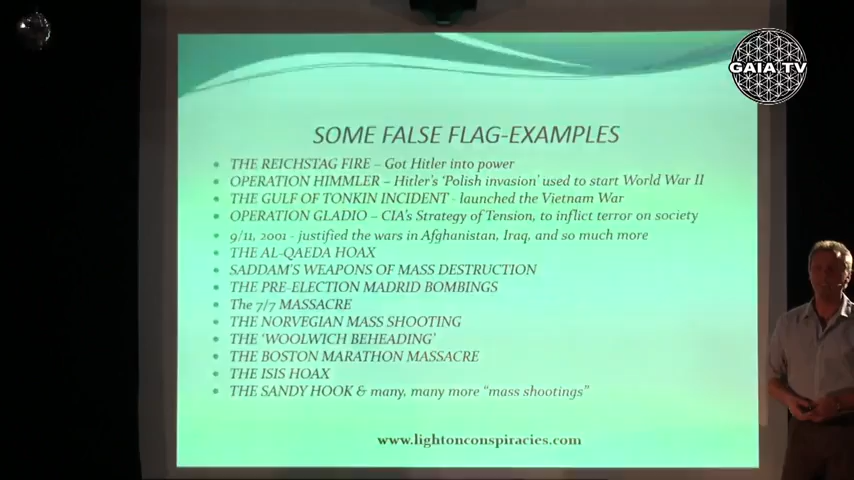 GAIA TV
SOME FALSE FLAG-EXAMPLES
THE REICHSTAG FIRE – Got Hitler into power
OPERATION HIMMLER – Hitler's 'Polish invasion' used to start World War II
THE GULF OF TONKIN INCIDENT - launched the Vietnam War
OPERATION GLADIO – CIA's Strategy of Tension, to inflict terror on society
9/11, 2001 - justified the wars in Afghanistan, Iraq, and so much more
THE AL-QAEDA HOAX
SADDAM'S WEAPONS OF MASS DESTRUCTION
THE PRE-ELECTION MADRID BOMBINGS
The 7/7 MASSACRE
THE NORVEGIAN MASS SHOOTING
THE 'WOOLWICH BEHEADING'
THE BOSTON MARATHON MASSACRE
THE ISIS HOAX
THE SANDY HOOK & many, many more "mass shootings"
www.lightonconspiracies.com